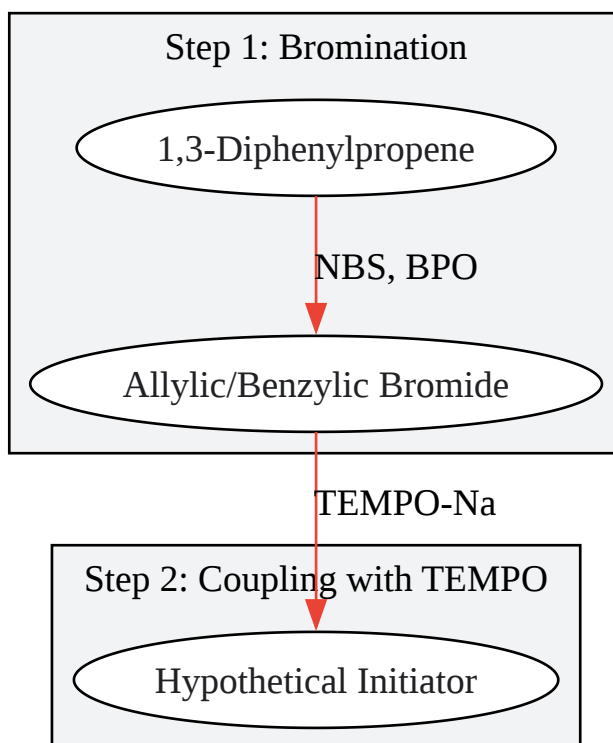 Step 1: Bromination
1,3-Diphenylpropene
NBS, BPO
Allylic/Benzylic Bromide
TEMPO-Na
Step 2: Coupling with TEMPO
Hypothetical Initiator